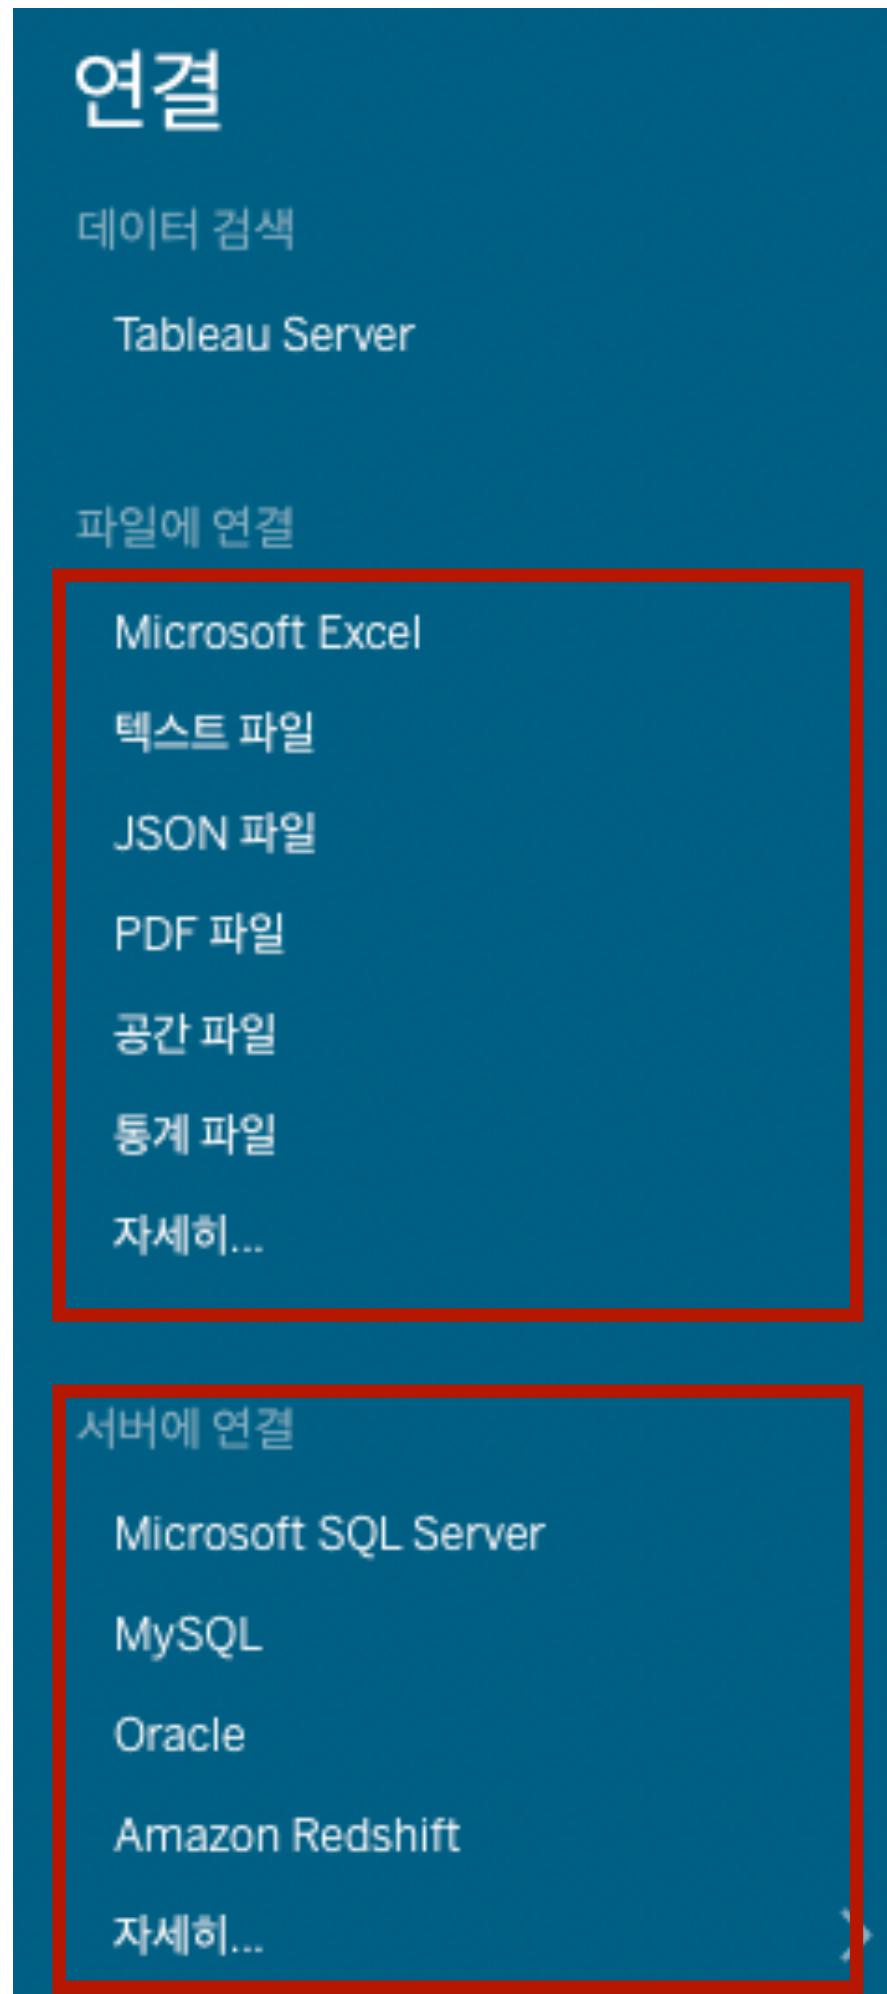 연결
데이터 검색
Tableau Server
파일에 연결
Microsoft Excel
텍스트 파일
JSON 파일
PDF 파일
공간 파일
통계 파일
자세히...
서버에 연결
Microsoft SQL Server
MySQL
Oracle
Amazon Redshift
자세히...